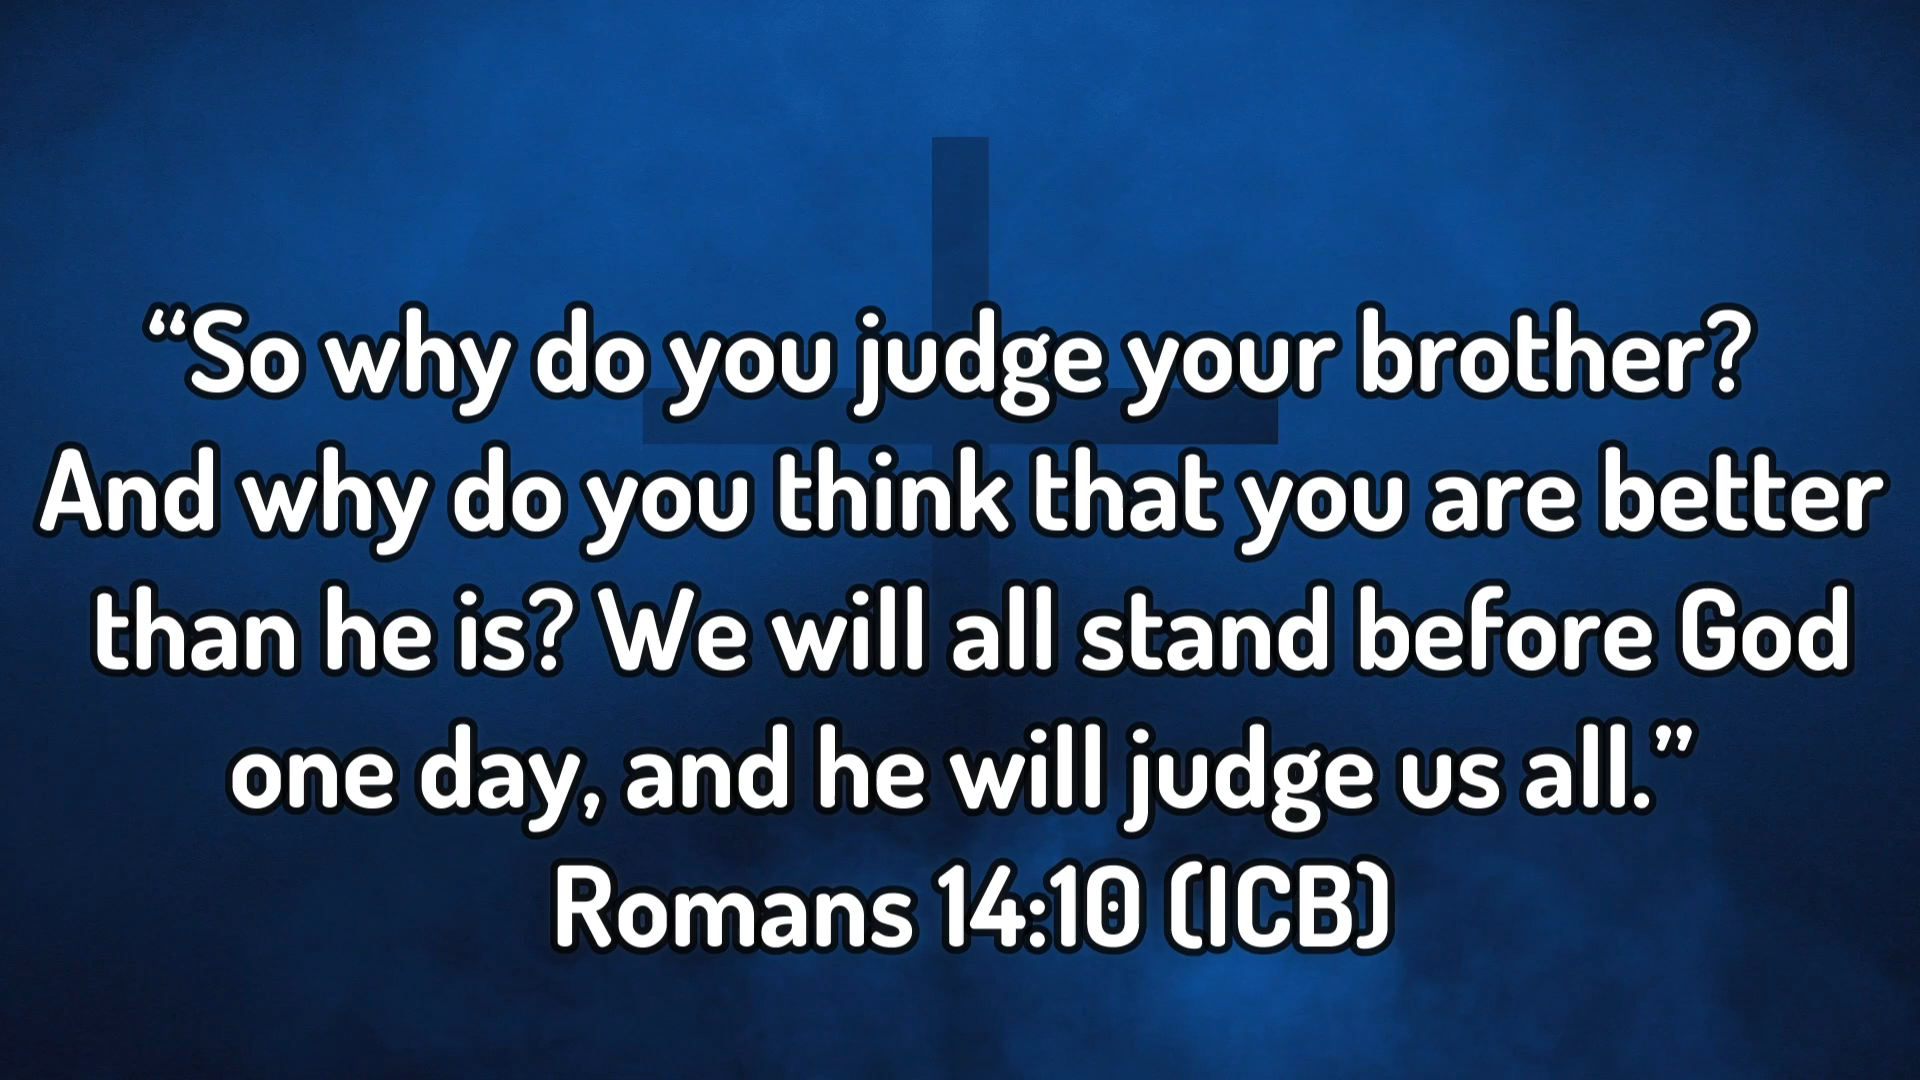 “So why do you judge your brother?
And why do you think that you are better
than he is? We will all stand before God
one day, and he will judge us all.”
Romans 14:10 (ICB)